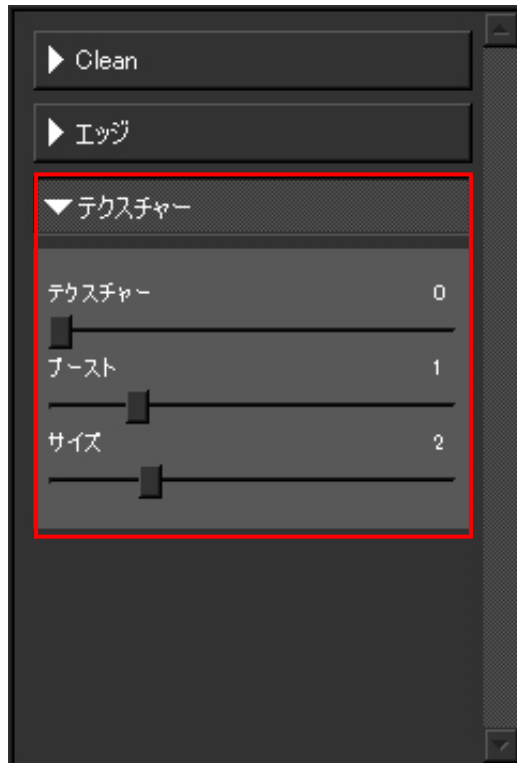 Clean
エッジ
テクスチャー
テクスチャー 0
ブースト 1
サイズ 2